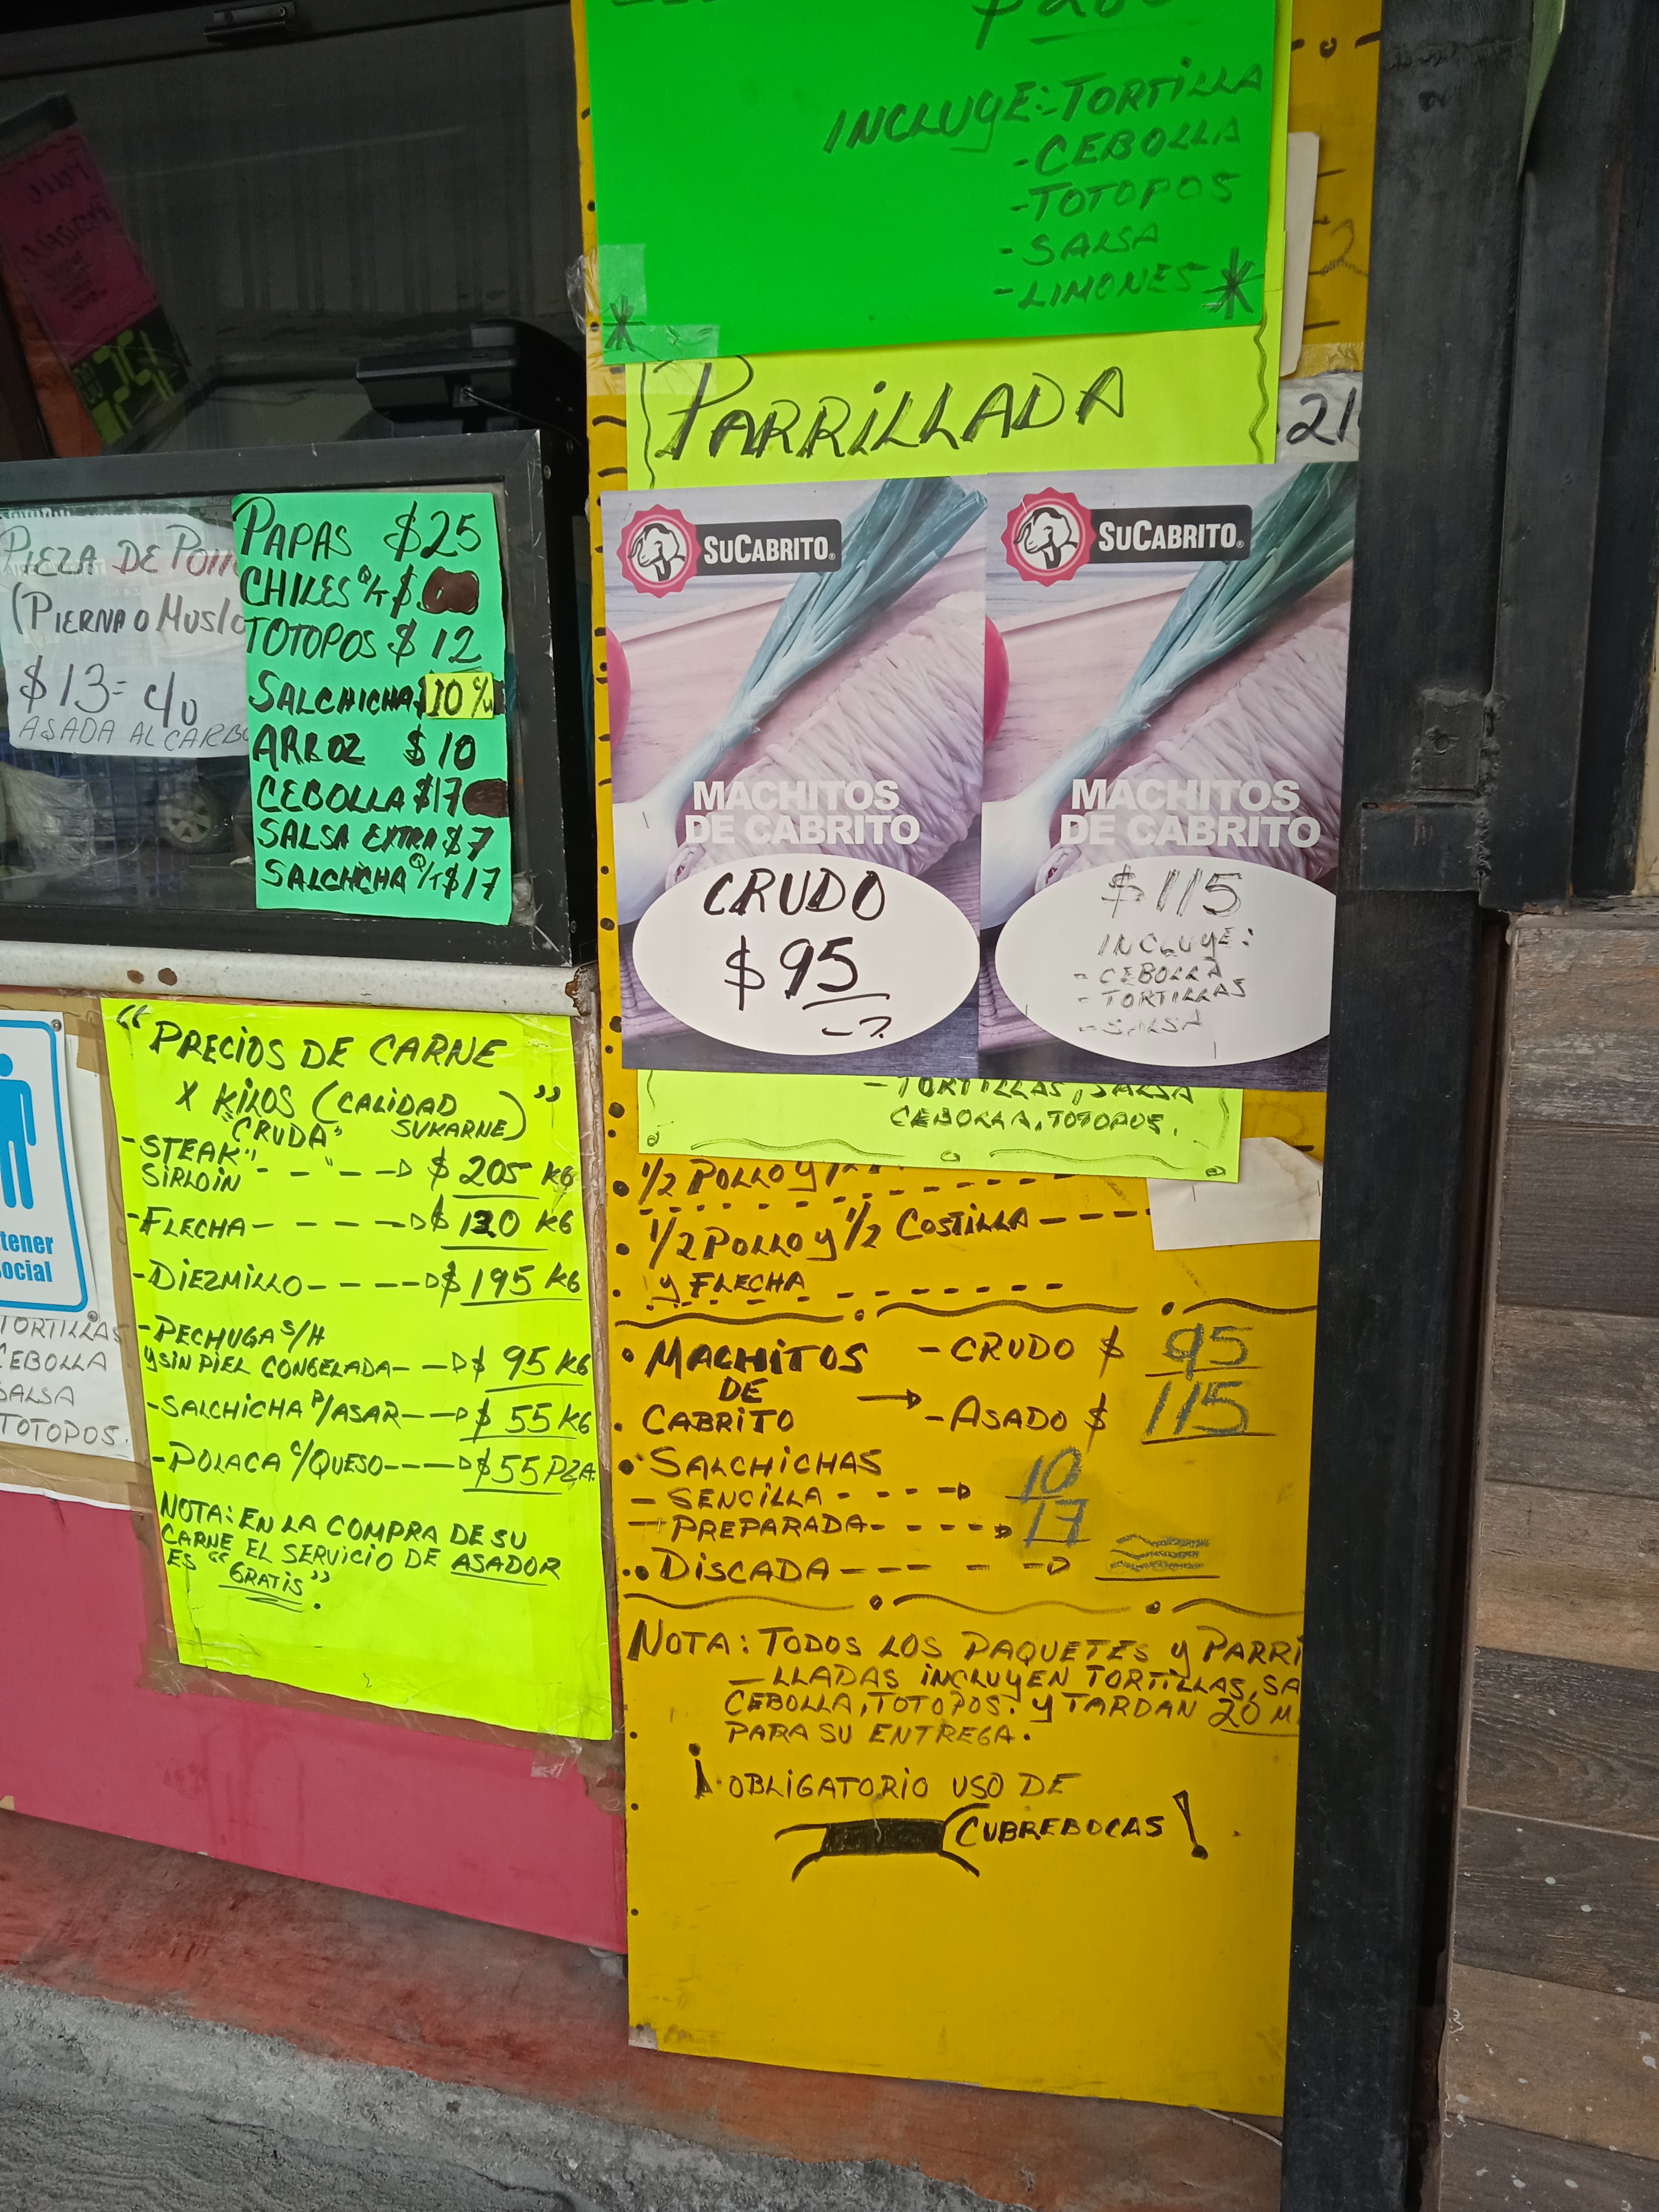 INCLUYE:-TORTILLA
-CEBOLLA
-TOTOPOS
-SALSA
-LIMONES
PARRILLADA
SUCABRITO
MACHITOS
DE CABRITO
CRUDO
$95
SUCABRITO
MACHITOS
DE CABRITO
$115
INCLUYE:
-CEBOLLA
-TORTILLAS
-SALSA
-TORTILLAS, SALSA
CEBOLLA, TOTOPOS.
1/2 POLLO Y
1/2 POLLO Y 1/2 COSTILLA
Y FLECHA
MACHITOS -CRUDO $ 95
DE
CABRITO -ASADO $ 115
SALCHICHAS
- SENCILLA 10
- PREPARADA 17
DISCADA
NOTA: TODOS LOS PAQUETES Y PARRI
-LLADAS INCLUYEN TORTILLAS, SA
CEBOLLA, TOTOPOS. Y TARDAN 20 M
PARA SU ENTREGA.
¡OBLIGATORIO USO DE
CUBREBOCAS!
PIEZA DE
(PIERNA O MUSLO
$13= c/u
ASADA AL CARBO
PAPAS $25
CHILES %T $
TOTOPOS $12
SALCHICHA $10 c/u
ARROZ $10
CEBOLLA $17
SALSA EXTRA $7
SALCHICHA %T $17
"PRECIOS DE CARNE
X KILOS (CALIDAD
"CRUDA" SUKARNE)"
-STEAK
SIRLOIN $205 KG
-FLECHA $130 KG
-DIEZMILLO $195 KG
-PECHUGA S/H
Y SIN PIEL CONGELADA $95 KG
-SALCHICHA P/ASAR $55 KG
-POLACA C/QUESO $55 PZA.
NOTA: EN LA COMPRA DE SU
CARNE EL SERVICIO DE ASADOR
ES "GRATIS".
tener
ocial
TORTILLAS
CEBOLLA
SALSA
TOTOPOS.